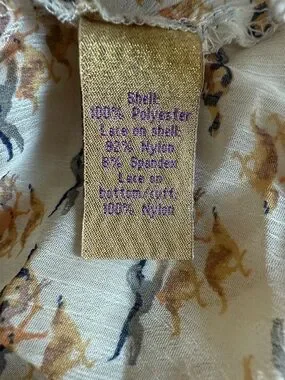 Shell:
100% Polyester
Lace on shell:
92% Nylon
8% Spandex
Lace on
bottom/cuff:
100% Nylon